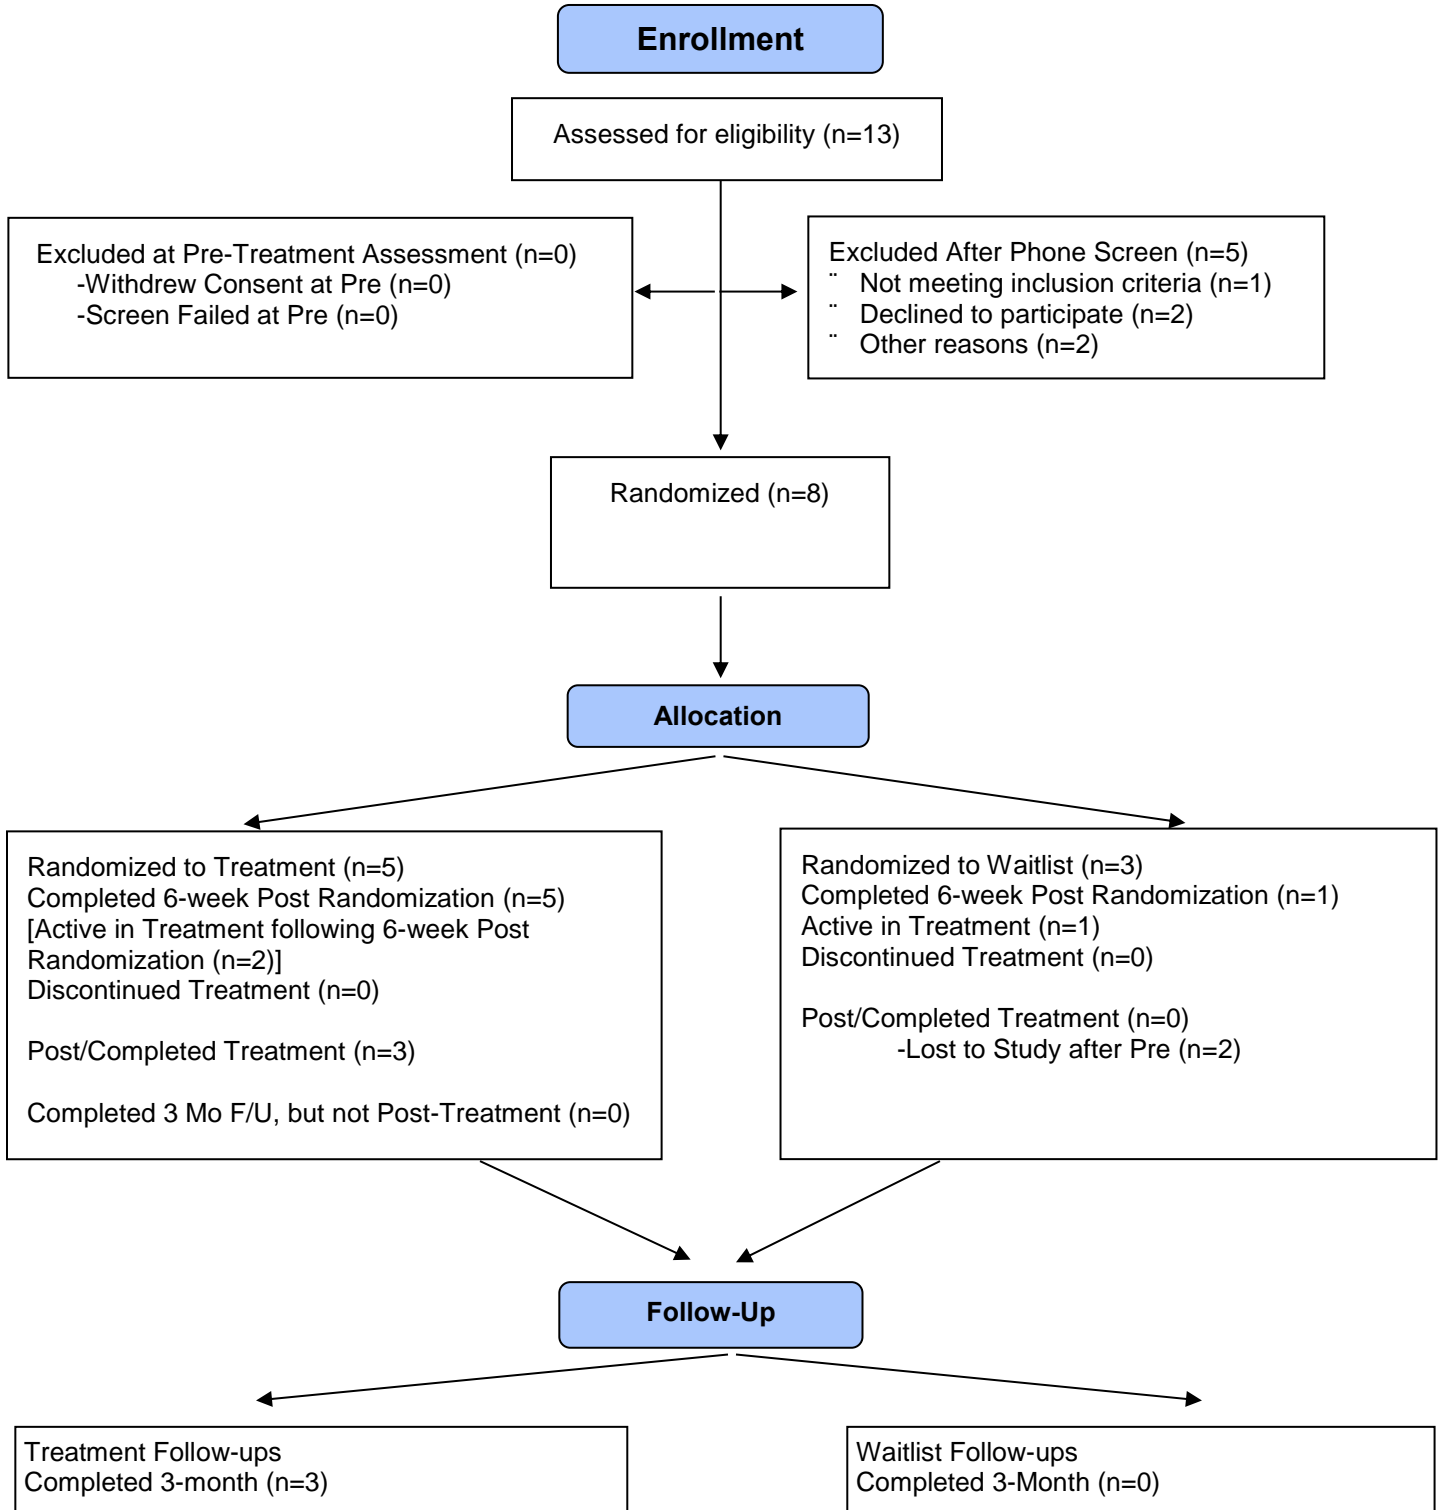 Enrollment
Assessed for eligibility (n=13)
Excluded at Pre-Treatment Assessment (n=0)
-Withdrew Consent at Pre (n=0)
-Screen Failed at Pre (n=0)
Excluded After Phone Screen (n=5)
¨ Not meeting inclusion criteria (n=1)
¨ Declined to participate (n=2)
¨ Other reasons (n=2)
Randomized (n=8)
Allocation
Randomized to Treatment (n=5)
Completed 6-week Post Randomization (n=5)
[Active in Treatment following 6-week Post
Randomization (n=2)]
Discontinued Treatment (n=0)
Post/Completed Treatment (n=3)
Completed 3 Mo F/U, but not Post-Treatment (n=0)
Randomized to Waitlist (n=3)
Completed 6-week Post Randomization (n=1)
Active in Treatment (n=1)
Discontinued Treatment (n=0)
Post/Completed Treatment (n=0)
-Lost to Study after Pre (n=2)
Follow-Up
Treatment Follow-ups
Completed 3-month (n=3)
Waitlist Follow-ups
Completed 3-Month (n=0)